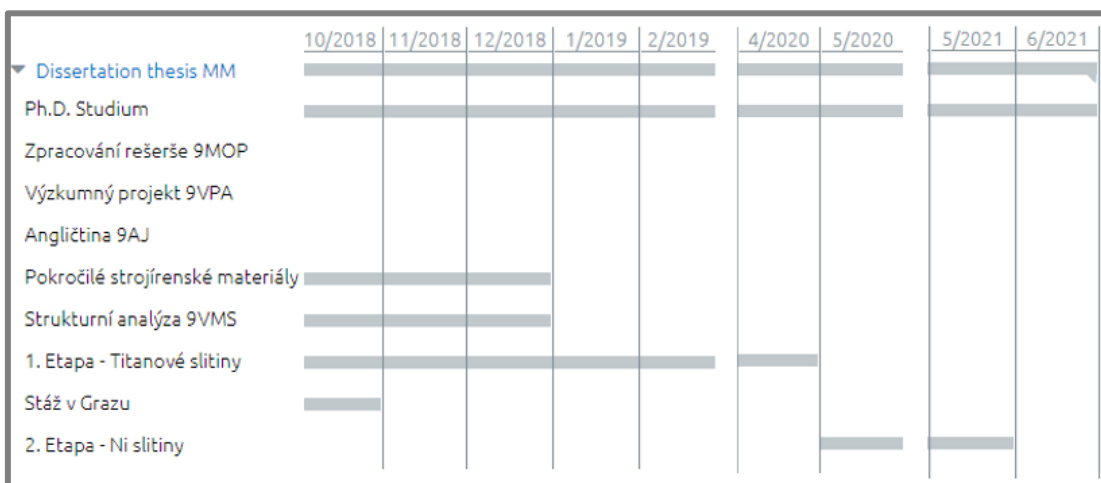 10/2018 11/2018 12/2018 1/2019 2/2019 4/2020 5/2020 5/2021 6/2021
Dissertation thesis MM
Ph.D. Studium
Zpracování rešerše 9MOP
Výzkumný projekt 9VPA
Angličtina 9AJ
Pokročilé strojírenské materiály
Strukturní analýza 9VMS
1. Etapa - Titanové slitiny
Stáž v Grazu
2. Etapa - Ni slitiny